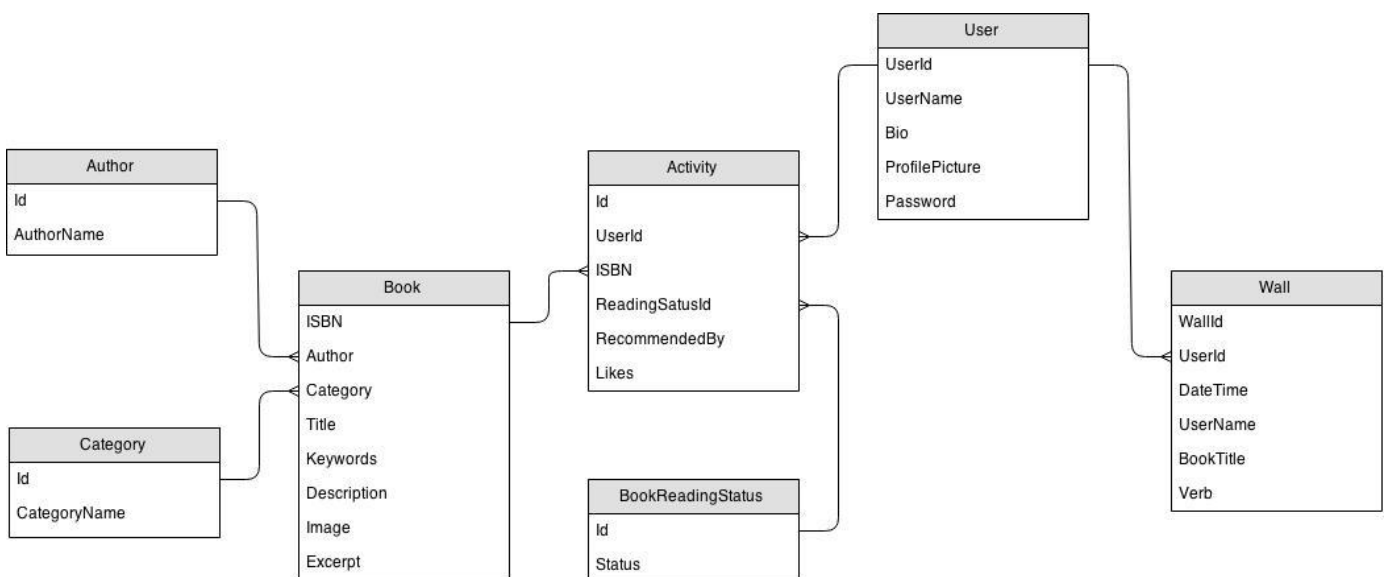 User
UserId
UserName
Bio
ProfilePicture
Password
Author
Id
AuthorName
Activity
Id
UserId
ISBN
ReadingSatusId
RecommendedBy
Likes
Book
ISBN
Author
Category
Title
Keywords
Description
Image
Excerpt
Wall
WallId
UserId
DateTime
UserName
BookTitle
Verb
Category
Id
CategoryName
BookReadingStatus
Id
Status